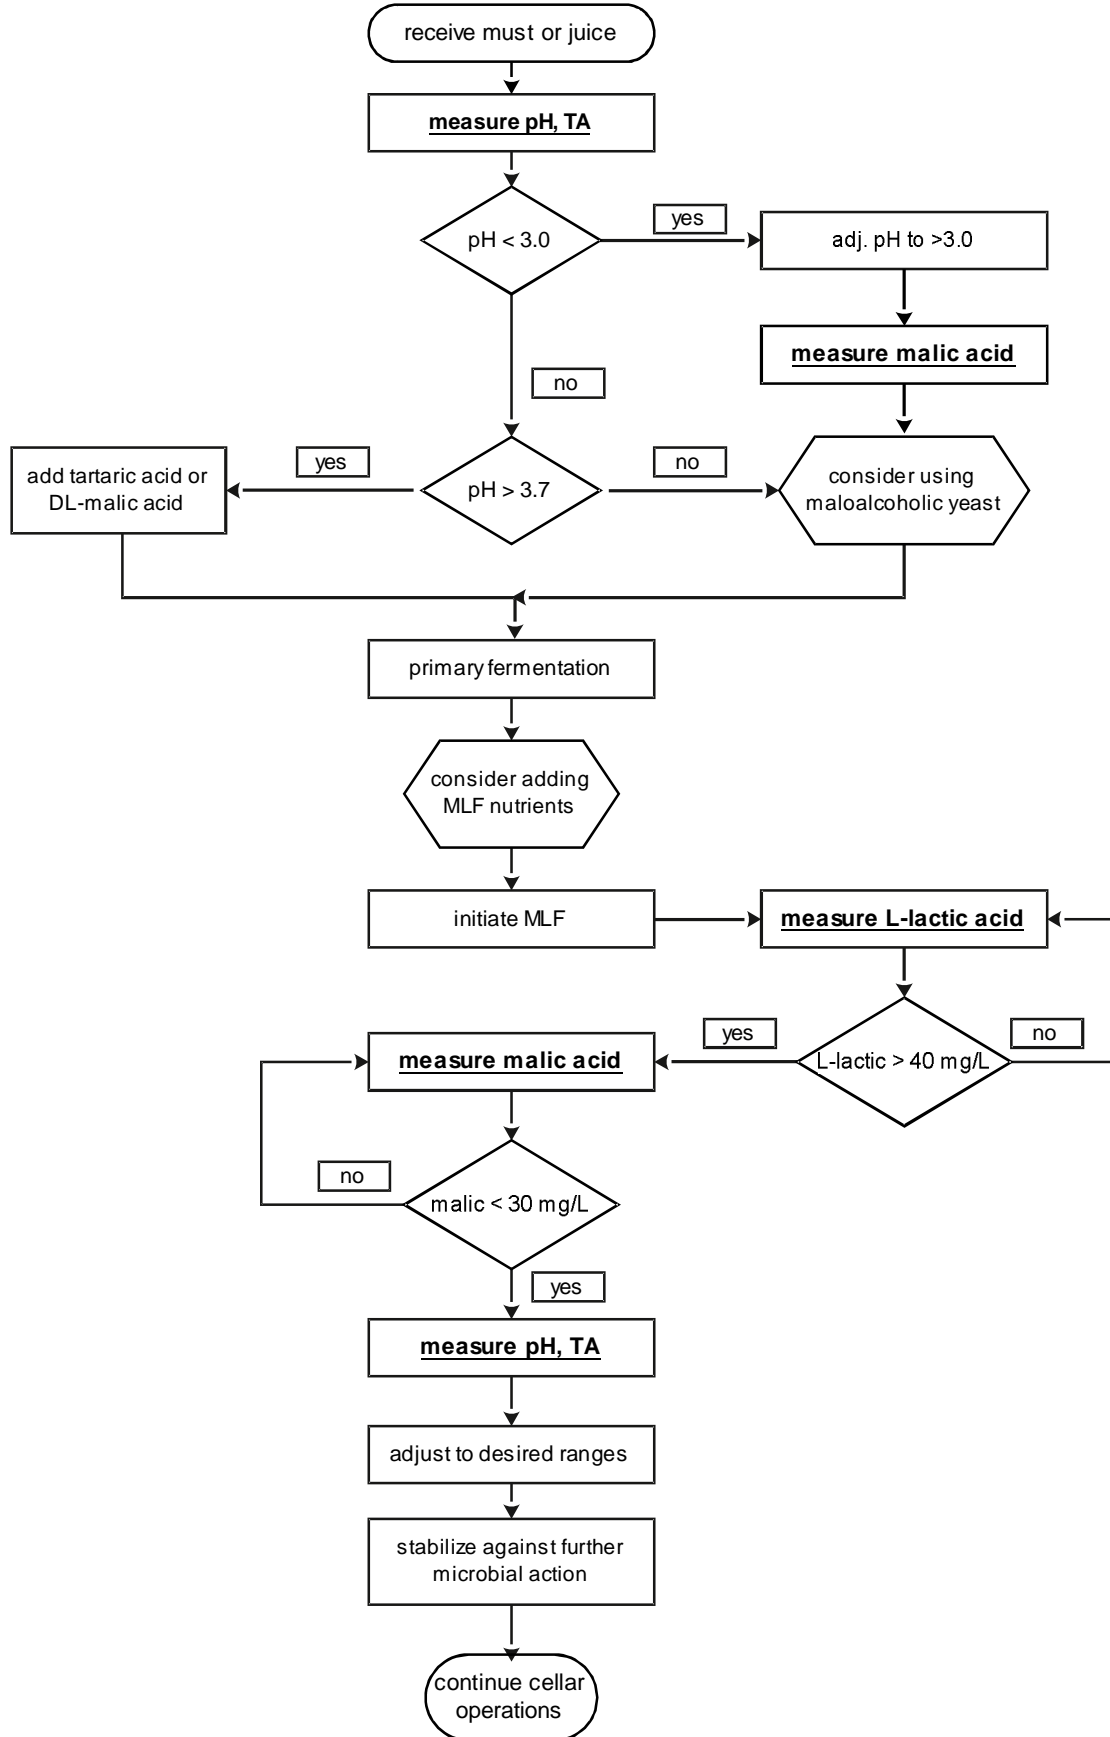 receive must or juice
measure pH, TA
pH < 3.0
yes
adj. pH to >3.0
measure malic acid
no
add tartaric acid or
DL-malic acid
yes
pH > 3.7
no
consider using
maloalcoholic yeast
primary fermentation
consider adding
MLF nutrients
initiate MLF
measure L-lactic acid
L-lactic > 40 mg/L
no
yes
measure malic acid
malic < 30 mg/L
no
yes
measure pH, TA
adjust to desired ranges
stabilize against further
microbial action
continue cellar
operations